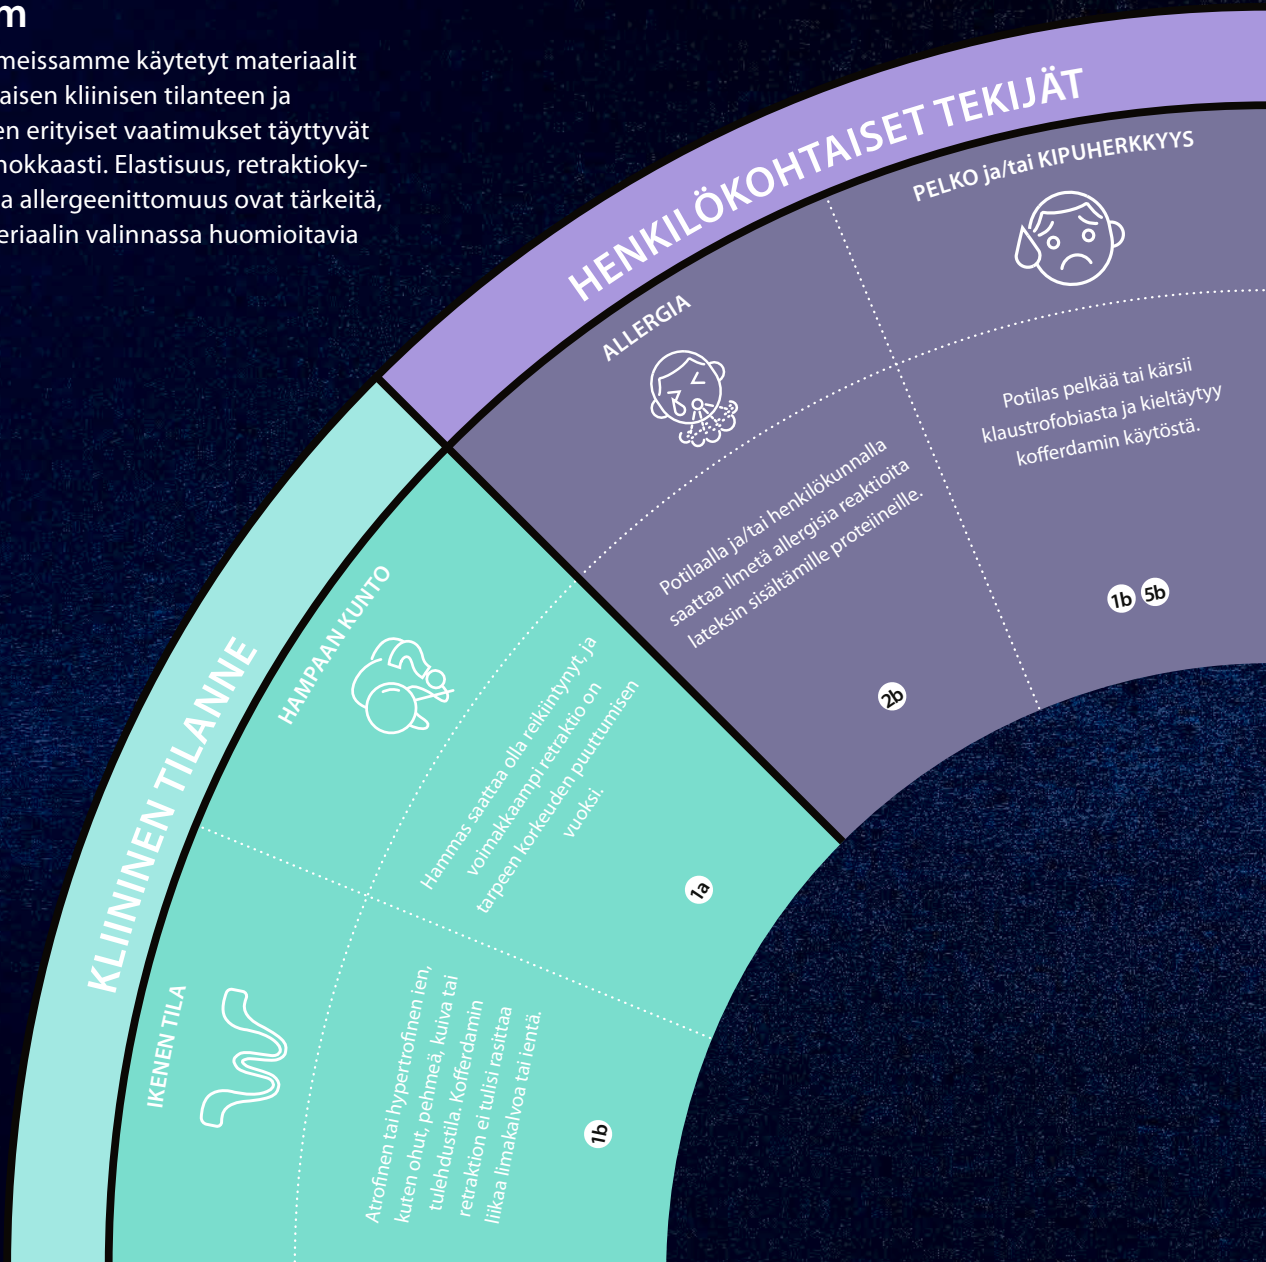 m
meissamme käytetyt materiaalit
aisen kliinisen tilanteen ja
en erityiset vaatimukset täyttyvät
hokkaasti. Elastisuus, retraktioky-
a allergeenittomuus ovat tärkeitä,
eriaalin valinnassa huomioitavia
HENKILÖKOHTAISET TEKIJÄT
PELKO ja/tai KIPUHERKKYYS
Potilas pelkää tai kärsii
klaustrofobiasta ja kieltäytyy
kofferdamin käytöstä.
1b 5b
ALLERGIA
Potilaalla ja/tai henkilökunnalla
saattaa ilmetä allergisia reaktioita
lateksin sisältämille proteiineille.
2b
KLIININEN TILANNE
HAMPAAN KUNTO
Hammas saattaa olla reikiintynyt, ja
voimakkaampi retraktio on
tarpeen korkeuden puuttumisen
vuoksi.
1a
IKENEN TILA
Atrofinen tai hypertrofinen ien,
kuten ohut, pehmeä, kuiva tai
tulehdustila. Kofferdamin
retraktion ei tulisi rasittaa
liikaa limakalvoa tai ientä.
1b